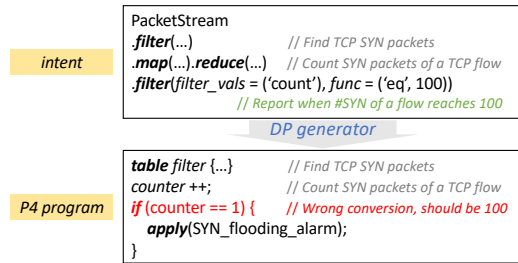 PacketStream
.filter(…) // Find TCP SYN packets
intent
.map(…).reduce(…) // Count SYN packets of a TCP flow
.filter(filter_vals = (‘count’), func = (‘eq’, 100))
// Report when #SYN of a flow reaches 100
DP generator
table filter {…} // Find TCP SYN packets
counter ++; // Count SYN packets of a TCP flow
P4 program
if (counter == 1) { // Wrong conversion, should be 100
apply(SYN_flooding_alarm);
}